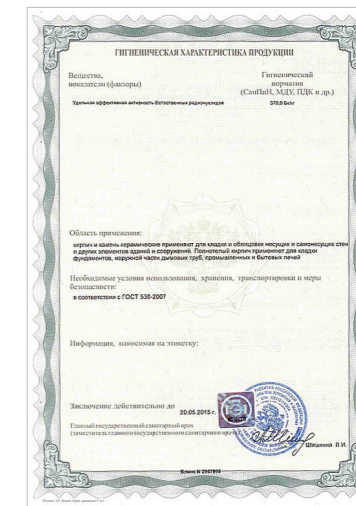 ГИГИЕНИЧЕСКАЯ ХАРАКТЕРИСТИКА ПРОДУКЦИИ
Вещества,
показатели (факторы)
Гигиенический
норматив
(СанПиН, МДУ, ПДК и др.)
Удельная эффективная активность Естественных радионуклидов
370,0 Бк/кг
Область применения:
кирпич и камень керамические применяют для кладки и облицовки несущих и самонесущих стен
и других элементов зданий и сооружений. Полнотелый кирпич применяют для кладки
фундаментов, наружной части дымовых труб, промышленных и бытовых печей
Необходимые условия использования, хранения, транспортировки и меры
безопасности:
в соответствии с ГОСТ 530-2007
Информация, наносимая на этикетку:
Заключение действительно до
20.05.2015 г.
Главный государственный санитарный врач
(заместитель главного государственного санитарного врача)
Шишкина В.И.
Бланк N